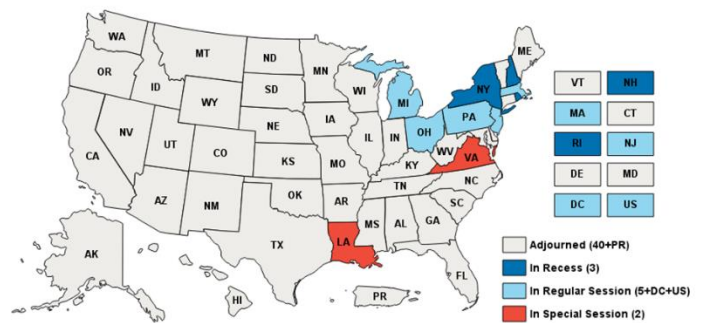 WA
MT
ND
MN
ME
OR
ID
SD
WI
NY
WY
MI
IA
NE
PA
NV
UT
CO
IL
IN
OH
WV
VA
CA
KS
MO
KY
NC
TN
AZ
NM
OK
AR
SC
MS
AL
GA
TX
LA
AK
FL
HI
PR
VT
NH
MA
CT
RI
NJ
DE
MD
DC
US
Adjourned (40+PR)
In Recess (3)
In Regular Session (5+DC+US)
In Special Session (2)